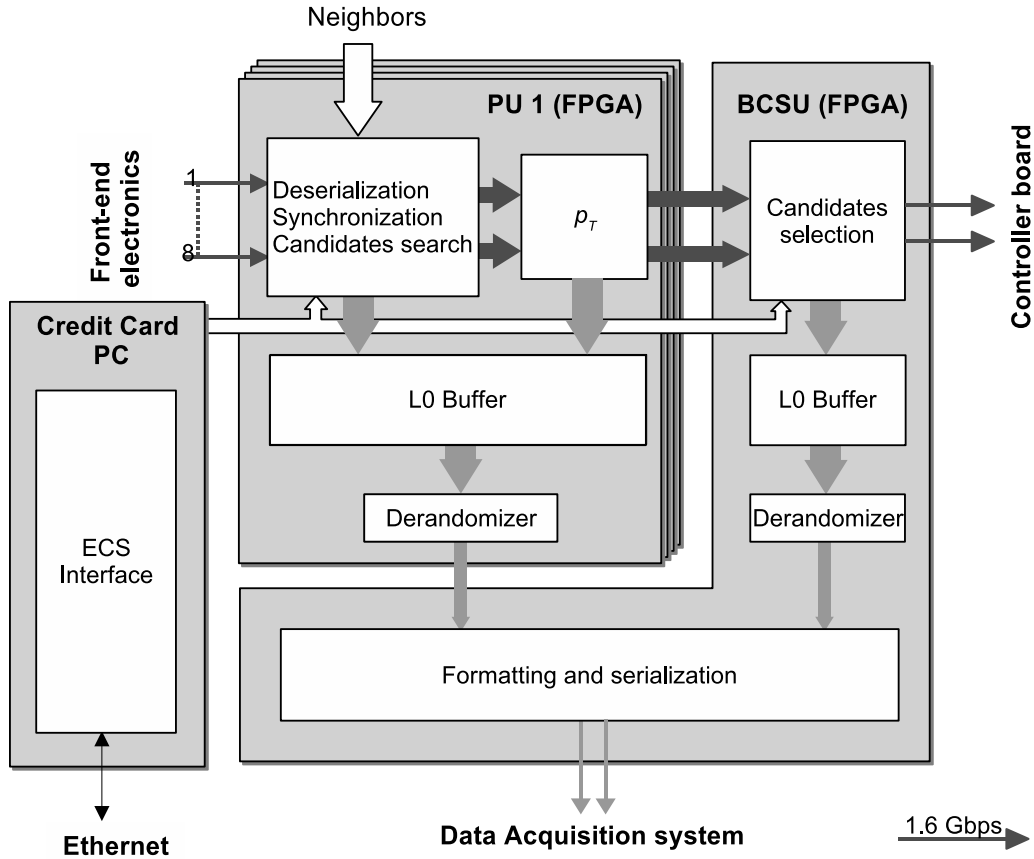 Neighbors
PU 1 (FPGA)
BCSU (FPGA)
Front-end
electronics
1
8
Deserialization
Synchronization
Candidates search
pT
Candidates
selection
Controller board
Credit Card
PC
L0 Buffer
L0 Buffer
Derandomizer
Derandomizer
ECS
Interface
Formatting and serialization
Ethernet
Data Acquisition system
1.6 Gbps